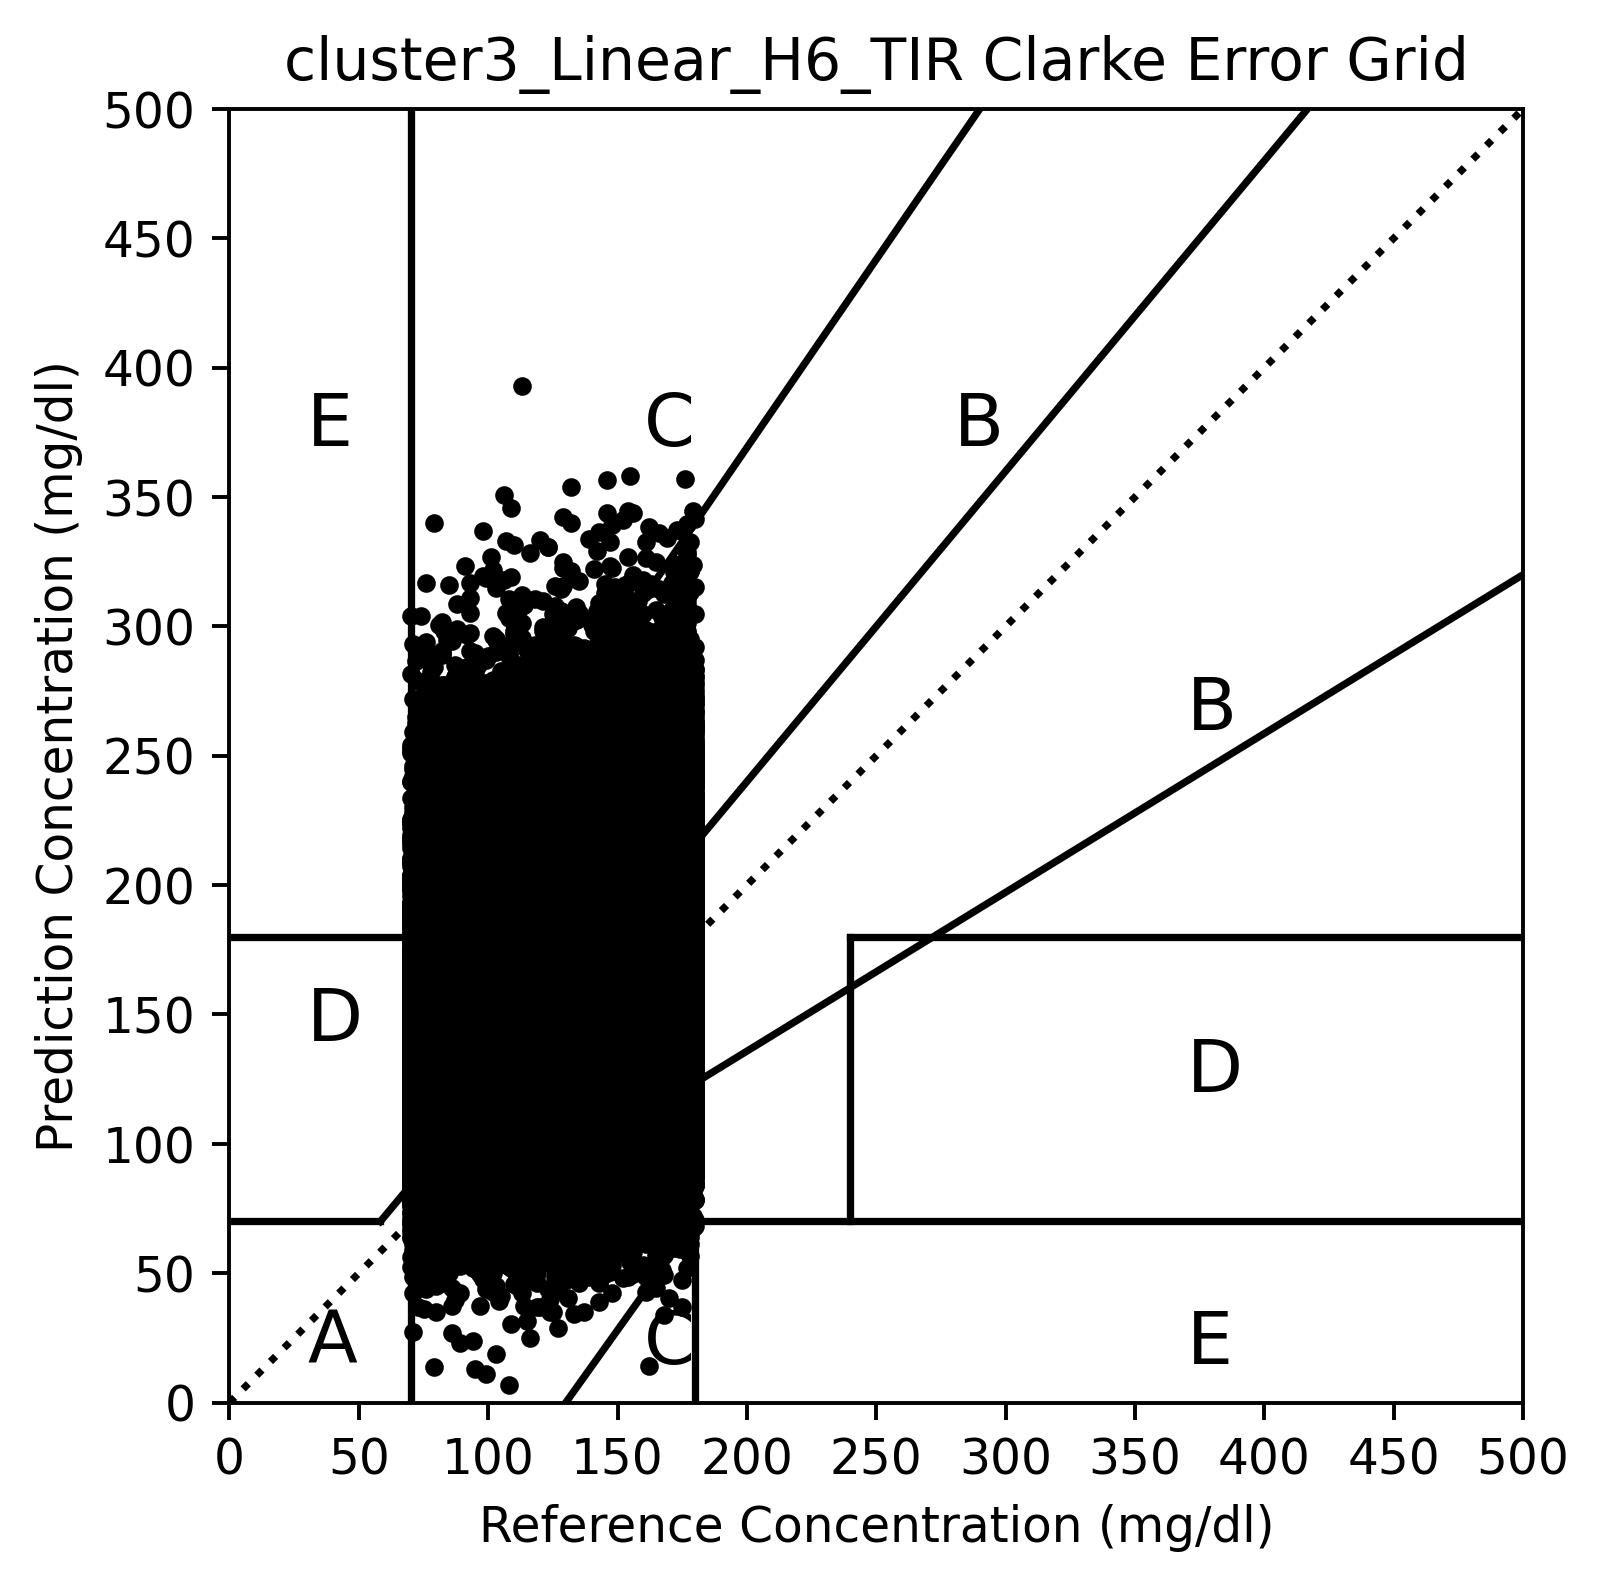 cluster3_Linear_H6_TIR Clarke Error Grid
Prediction Concentration (mg/dl)
500
450
400
350
300
250
200
150
100
50
0
E
C
B
B
D
D
A
C
E
0 50 100 150 200 250 300 350 400 450 500
Reference Concentration (mg/dl)